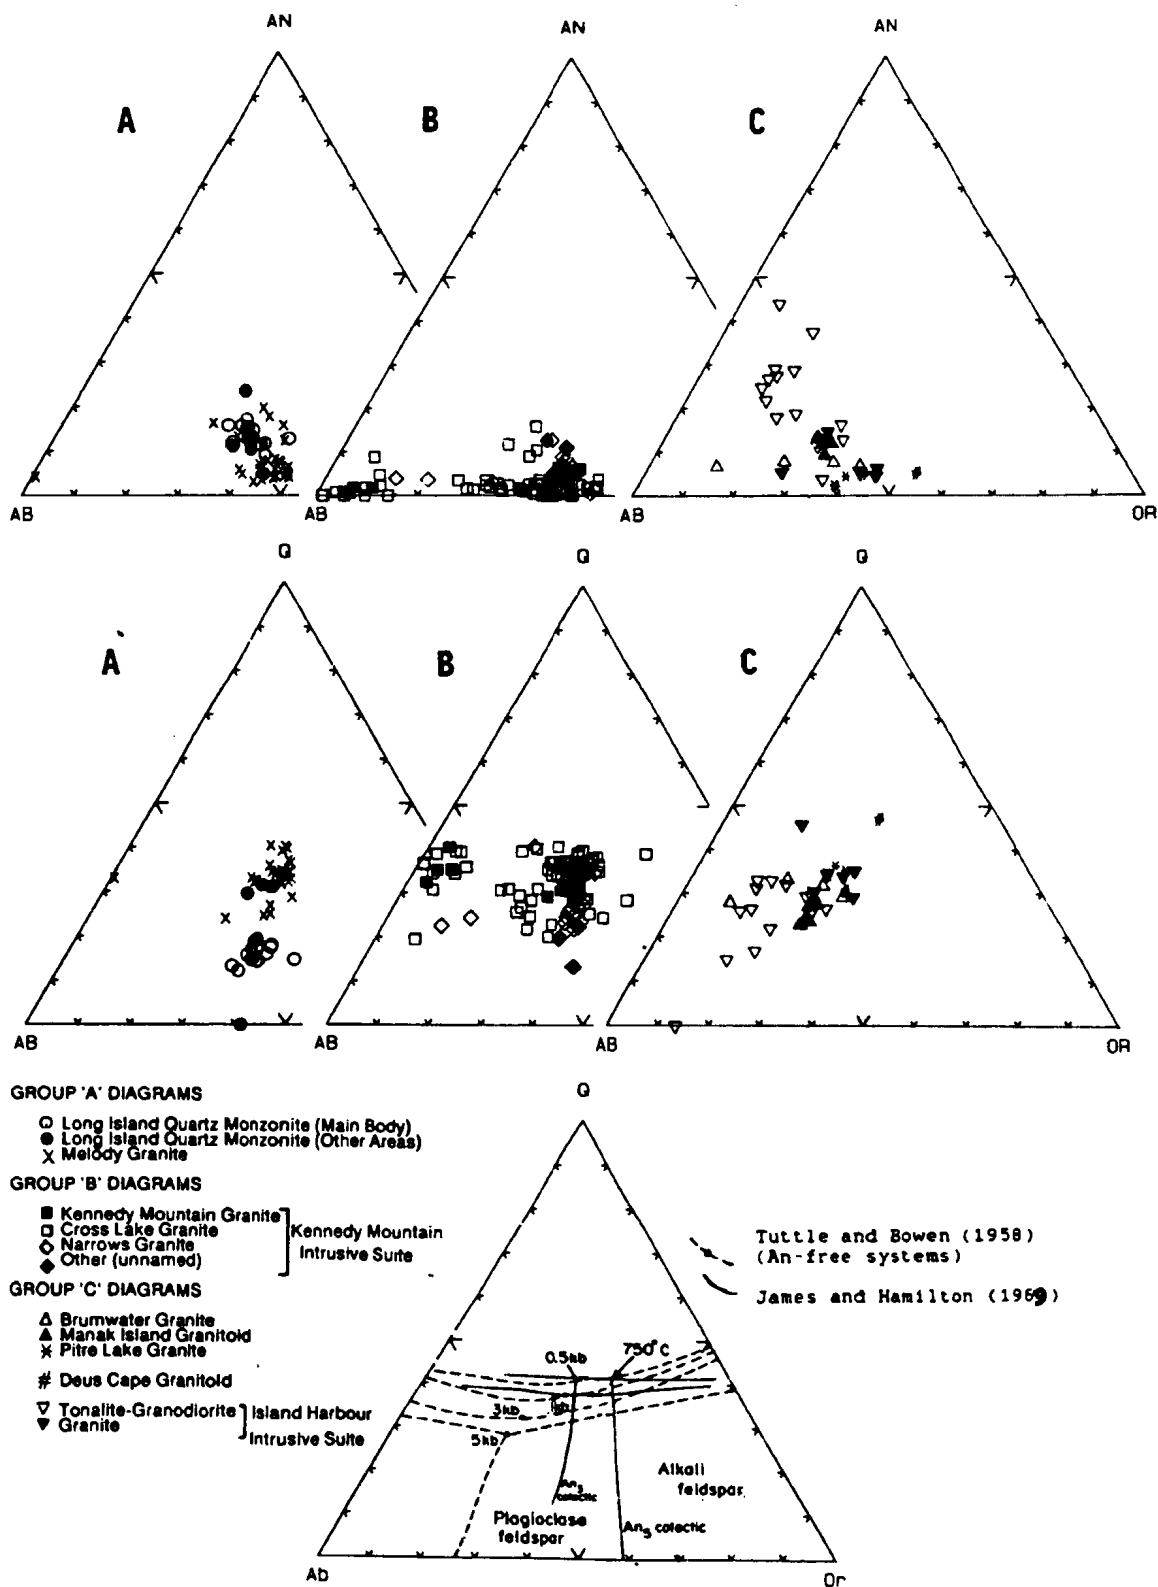 AN
AN
AN
A
B
C
AB
AB
AB
OR
Q
Q
Q
A
B
C
AB
AB
AB
OR
GROUP 'A' DIAGRAMS
Long Island Quartz Monzonite (Main Body)
Long Island Quartz Monzonite (Other Areas)
Melody Granite
GROUP 'B' DIAGRAMS
Kennedy Mountain Granite
Cross Lake Granite
Narrows Granite
Other (unnamed)
Kennedy Mountain
Intrusive Suite
GROUP 'C' DIAGRAMS
Brumwater Granite
Manak Island Granitoid
Pitre Lake Granite
Deus Cape Granitoid
Tonalite-Granodiorite
Granite
Island Harbour
Intrusive Suite
Q
Tuttle and Bowen (1958)
(An-free systems)
James and Hamilton (1969)
0.5kb
750°C
3kb
5kb
An3
cotectic
Alkali
feldspar
Plagioclase
feldspar
An5 cotectic
Ab
Or